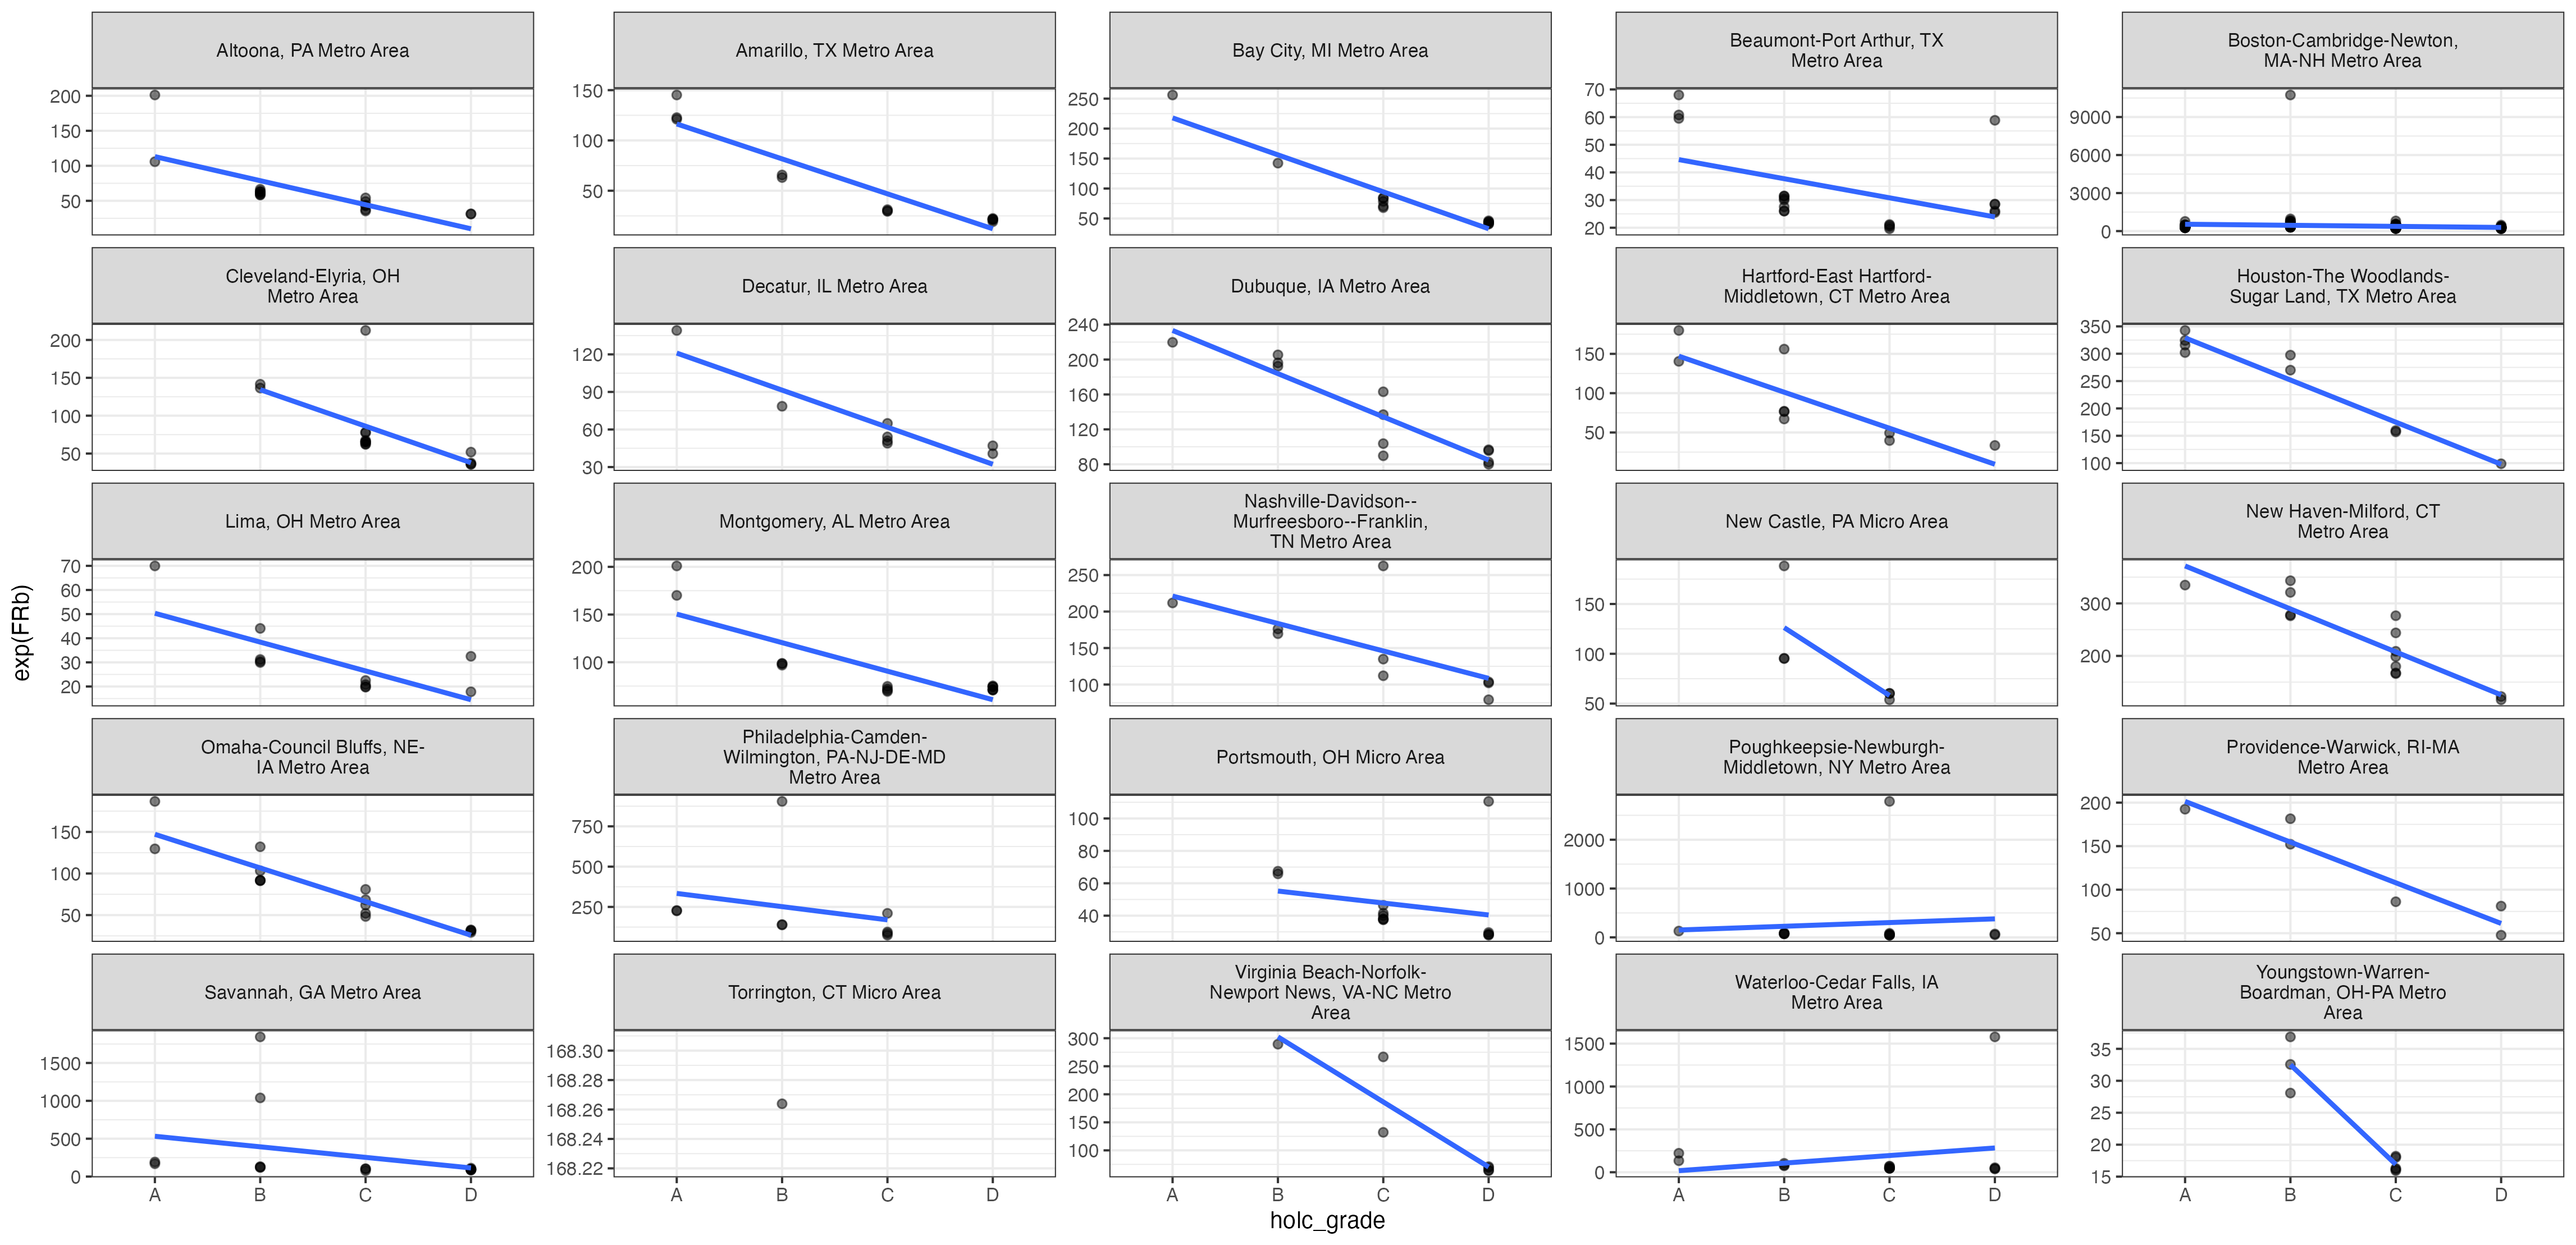 Altoona, PA Metro Area
Amarillo, TX Metro Area
Bay City, MI Metro Area
Beaumont-Port Arthur, TX
Metro Area
Boston-Cambridge-Newton,
MA-NH Metro Area
200
150
100
50
150
100
50
250
200
150
100
50
70
60
50
40
30
20
9000
6000
3000
0
Cleveland-Elyria, OH
Metro Area
Decatur, IL Metro Area
Dubuque, IA Metro Area
Hartford-East Hartford-
Middletown, CT Metro Area
Houston-The Woodlands-
Sugar Land, TX Metro Area
200
150
100
50
120
90
60
30
240
200
160
120
80
150
100
50
350
300
250
200
150
100
Lima, OH Metro Area
Montgomery, AL Metro Area
Nashville-Davidson--
Murfreesboro--Franklin,
TN Metro Area
New Castle, PA Micro Area
New Haven-Milford, CT
Metro Area
70
60
50
40
30
20
200
150
100
250
200
150
100
150
100
50
300
200
exp(FRb)
Omaha-Council Bluffs, NE-
IA Metro Area
Philadelphia-Camden-
Wilmington, PA-NJ-DE-MD
Metro Area
Portsmouth, OH Micro Area
Poughkeepsie-Newburgh-
Middletown, NY Metro Area
Providence-Warwick, RI-MA
Metro Area
150
100
50
750
500
250
100
80
60
40
2000
1000
0
200
150
100
50
Savannah, GA Metro Area
Torrington, CT Micro Area
Virginia Beach-Norfolk-
Newport News, VA-NC Metro
Area
Waterloo-Cedar Falls, IA
Metro Area
Youngstown-Warren-
Boardman, OH-PA Metro
Area
1500
1000
500
0
168.30
168.28
168.26
168.24
168.22
300
250
200
150
100
1500
1000
500
0
35
30
25
20
15
A B C D
A B C D
A B C D
A B C D
A B C D
holc_grade